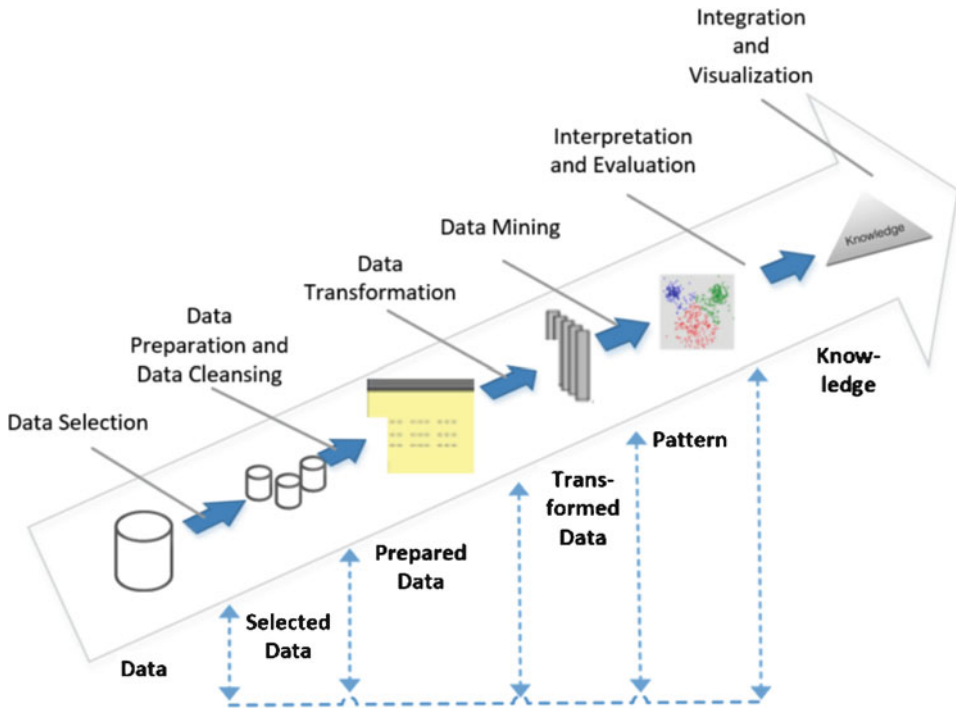 Integration
and
Visualization
Interpretation
and Evaluation
Knowledge
Data Mining
Data
Transformation
Data
Preparation and
Data Cleansing
Data Selection
Know-
ledge
Pattern
Trans-
formed
Data
Prepared
Data
Selected
Data
Data